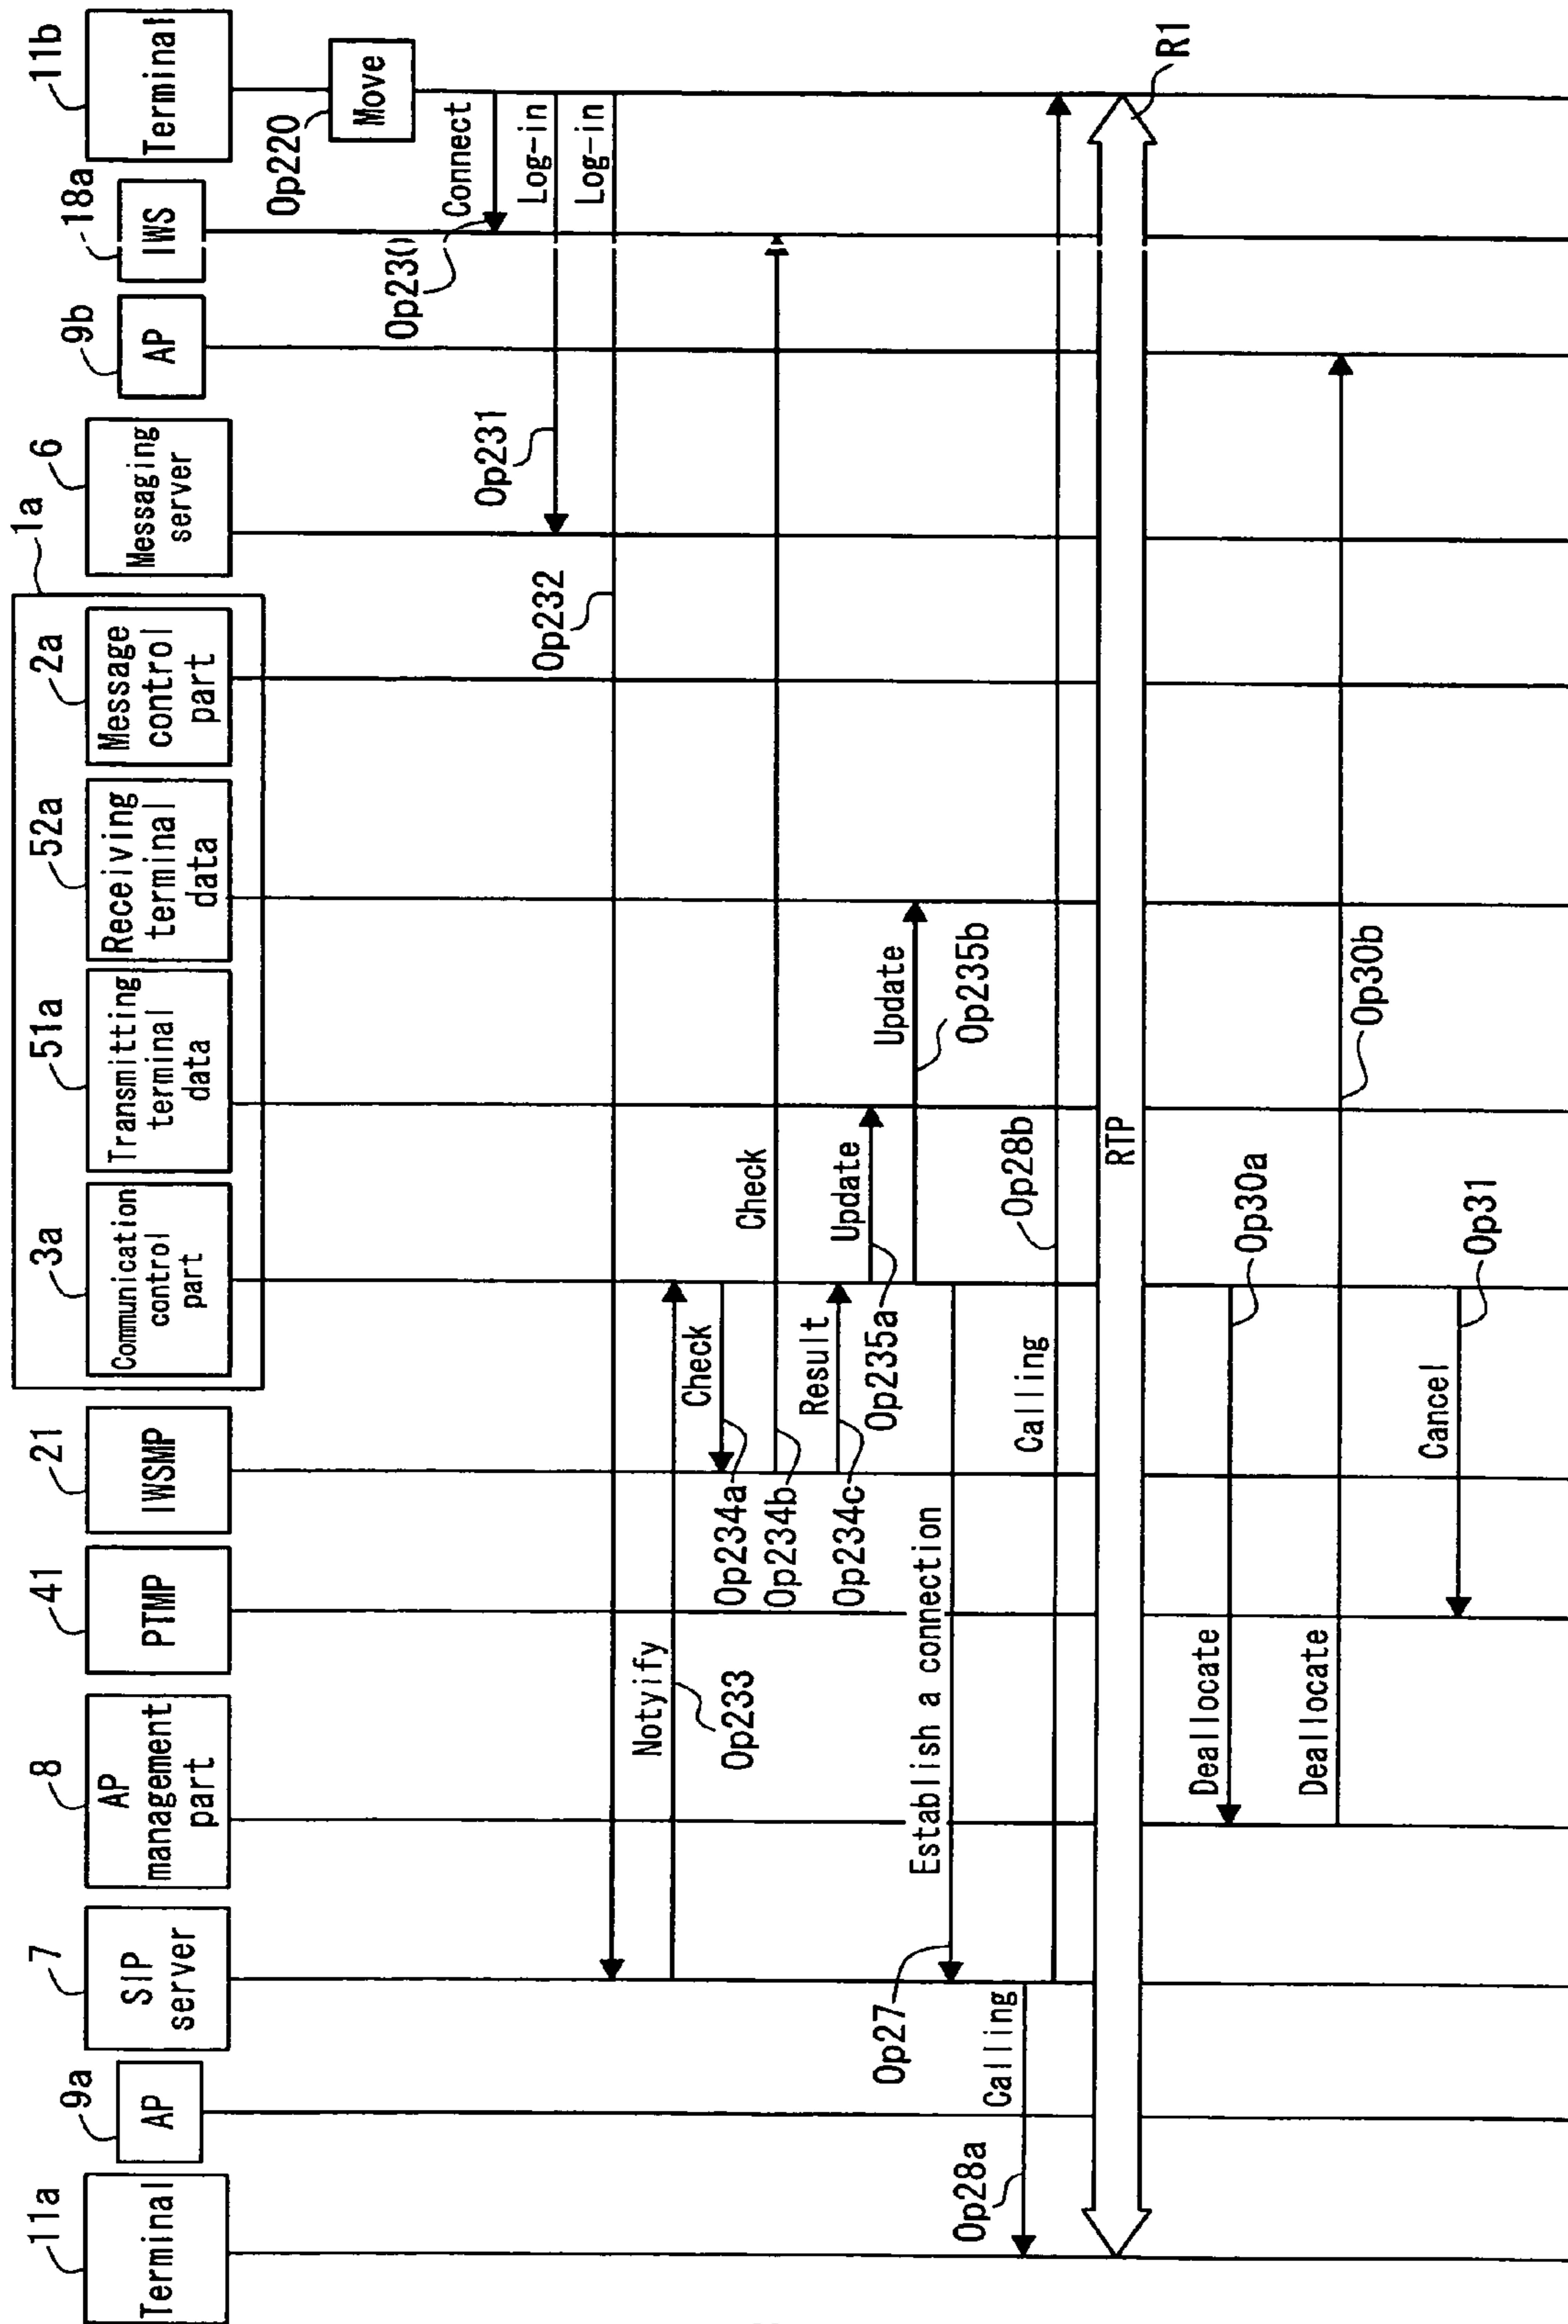 11a
Terminal
9a
AP
7
SIP
server
8
AP
management
part
41
PTMP
21
IWSMP
1a
3a
Communication
control
part
51a
Transmitting
terminal
data
52a
Receiving
terminal
data
2a
Message
control
part
6
Messaging
server
9b
AP
18a
IWS
11b
Terminal
Op220
Move
Connect
Op230
Log-in
Op231
Log-in
Op232
Notyify
Op233
Check
Op234a
Check
Op234b
Result
Op234c
Update
Op235a
Update
Op235b
Establish a connection
Op27
Calling
Op28a
Calling
Op28b
RTP
R1
Deallocate
Op30a
Deallocate
Op30b
Cancel
Op31